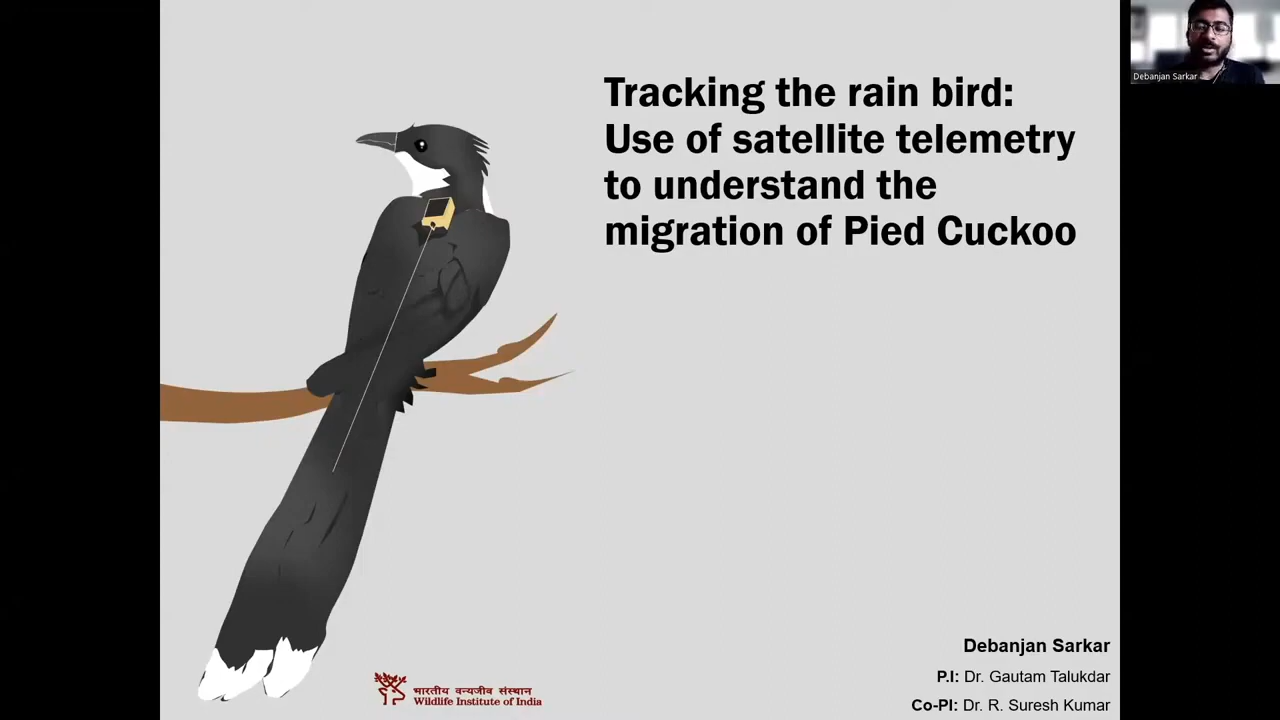 Tracking the rain bird:
Use of satellite telemetry
to understand the
migration of Pied Cuckoo
Debanjan Sarkar
Debanjan Sarkar
P.I: Dr. Gautam Talukdar
Co-PI: Dr. R. Suresh Kumar
भारतीय वन्यजीव संस्थान
Wildlife Institute of India